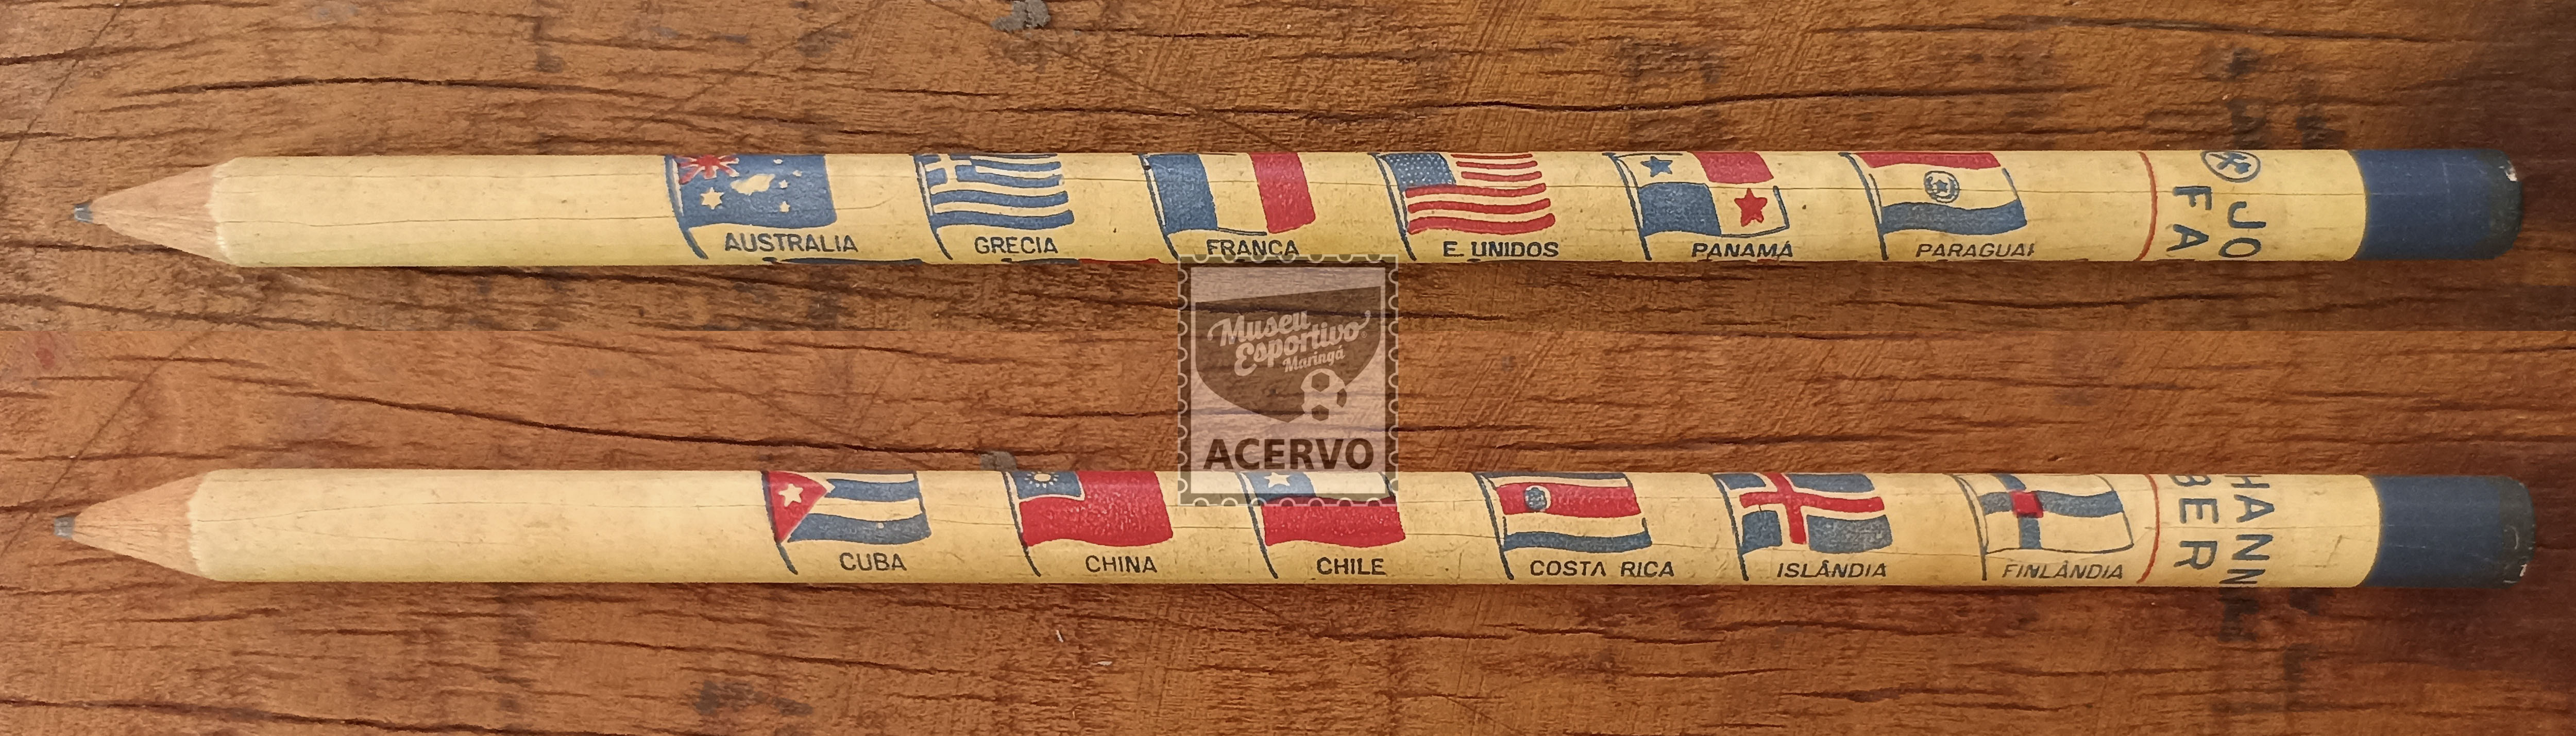 AUSTRALIA
GRECIA
FRANÇA
E. UNIDOS
PANAMÁ
PARAGUAI
JO
FA
Museu
Esportivo
Maringá
ACERVO
CUBA
CHINA
CHILE
COSTA RICA
ISLÂNDIA
FINLÂNDIA
HANN
BER